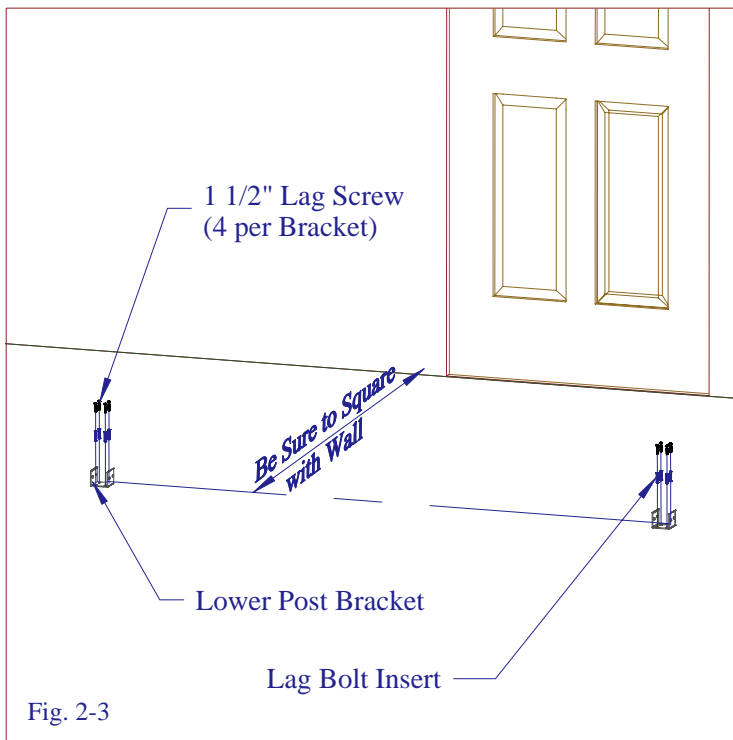 1 1/2" Lag Screw
(4 per Bracket)
Be Sure to Square
with Wall
Lower Post Bracket
Lag Bolt Insert
Fig. 2-3